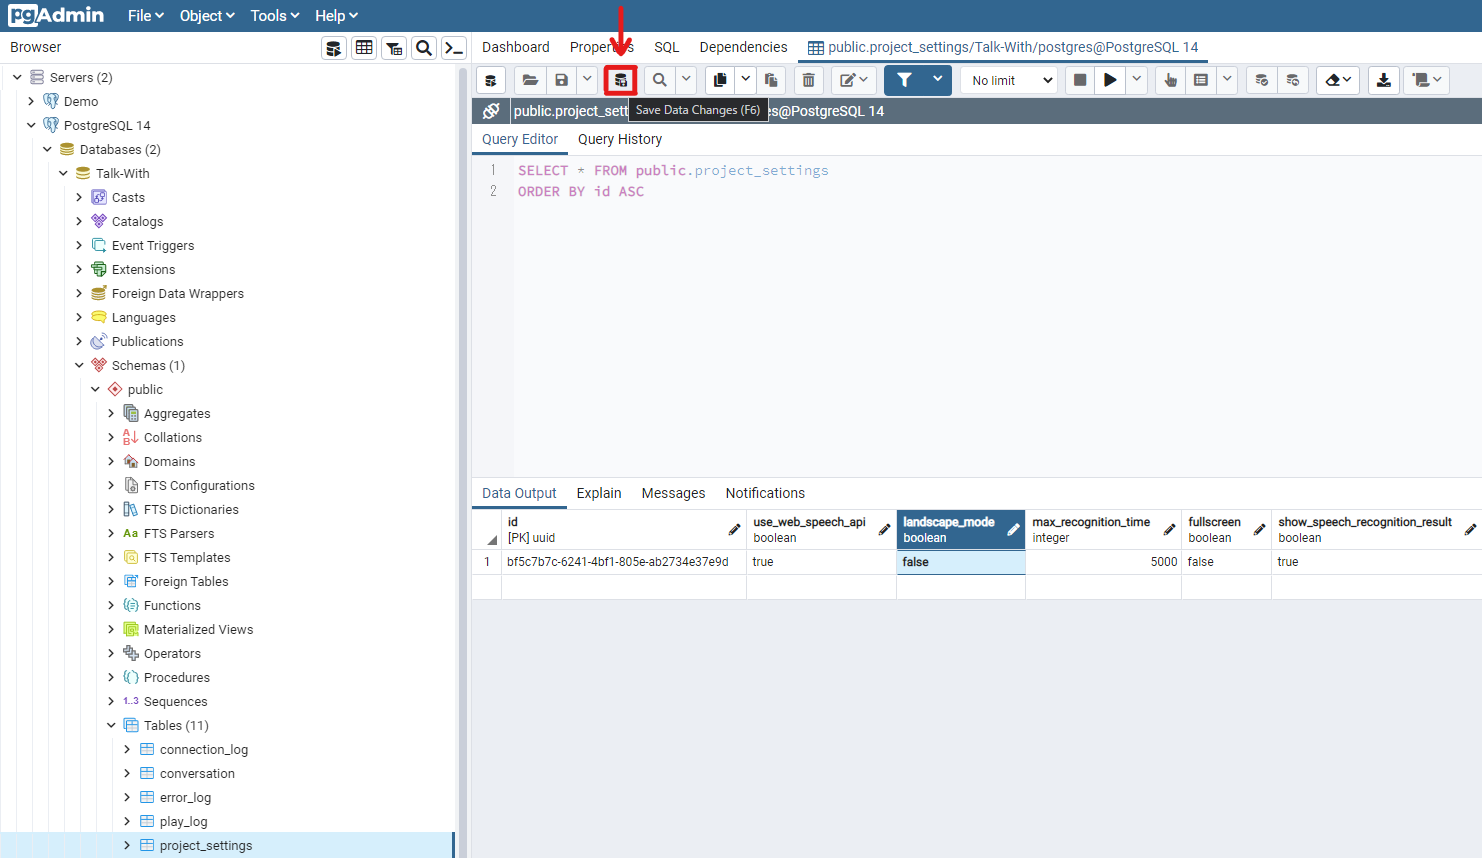 pgAdmin File Object Tools Help
Browser
Dashboard Properties SQL Dependencies public.project_settings/Talk-With/postgres@PostgreSQL 14
No limit
Save Data Changes (F6)
public.project_sett
es@PostgreSQL 14
Query Editor Query History
1 SELECT * FROM public.project_settings
2 ORDER BY id ASC
Servers (2)
Demo
PostgreSQL 14
Databases (2)
Talk-With
Casts
Catalogs
Event Triggers
Extensions
Foreign Data Wrappers
Languages
Publications
Schemas (1)
public
Aggregates
Collations
Domains
FTS Configurations
FTS Dictionaries
Aa FTS Parsers
FTS Templates
Foreign Tables
Functions
Materialized Views
Operators
Procedures
1..3 Sequences
Tables (11)
connection_log
conversation
error_log
play_log
project_settings
Data Output Explain Messages Notifications
id use_web_speech_api landscape_mode max_recognition_time fullscreen show_speech_recognition_result
[PK] uuid boolean boolean integer boolean boolean
1 bf5c7b7c-6241-4bf1-805e-ab2734e37e9d true false 5000 false true